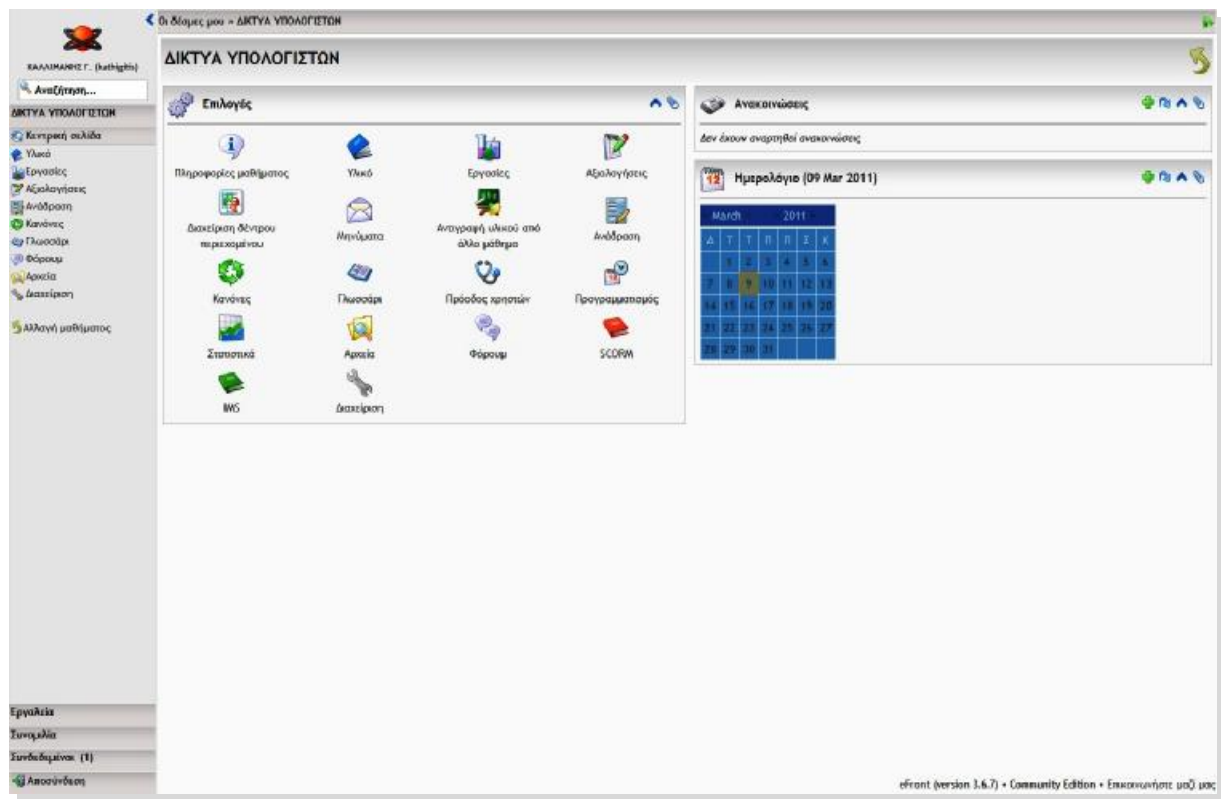 Οι δέσμες μου » ΔΙΚΤΥΑ ΥΠΟΛΟΓΙΣΤΩΝ
ΚΑΛΛΙΜΑΝΗΣ Γ. (kathigitis)
Αναζήτηση...
ΔΙΚΤΥΑ ΥΠΟΛΟΓΙΣΤΩΝ
Κεντρική σελίδα
Υλικό
Εργασίες
Αξιολογήσεις
Ανάδραση
Κανόνες
Γλωσσάρι
Φόρουμ
Αρχεία
Διαχείριση
Αλλαγή μαθήματος
Εργαλεία
Συνομιλία
Συνδεδεμένοι (1)
Αποσύνδεση
ΔΙΚΤΥΑ ΥΠΟΛΟΓΙΣΤΩΝ
Επιλογές
Πληροφορίες μαθήματος Υλικό Εργασίες Αξιολογήσεις
Διαχείριση δέντρου περιεχομένου Μηνύματα Αντιγραφή υλικού από άλλο μάθημα Ανάδραση
Κανόνες Γλωσσάρι Πρόοδος χρηστών Προγραμματισμός
Στατιστικά Αρχεία Φόρουμ SCORM
IMS Διαχείριση
Ανακοινώσεις
Δεν έχουν αναρτηθεί ανακοινώσεις
Ημερολόγιο (09 Mar 2011)
March 2011
Δ Τ Τ Π Π Σ Κ
1 2 3 4 5 6
7 8 9 10 11 12 13
14 15 16 17 18 19 20
21 22 23 24 25 26 27
28 29 30 31
eFront (version 3.6.7) • Community Edition • Επικοινωνήστε μαζί μας